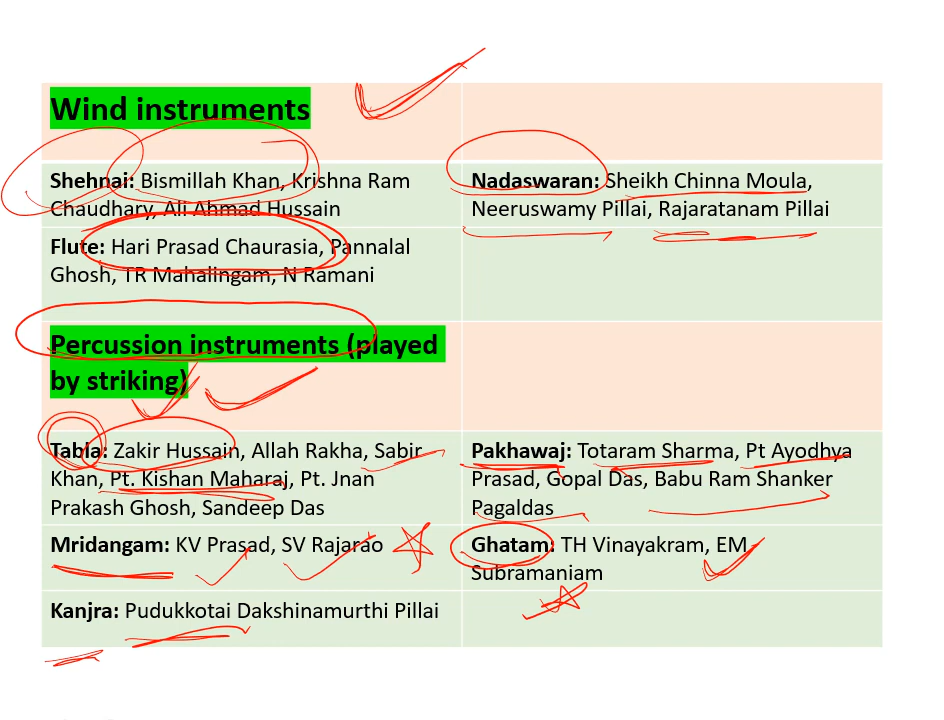 Wind instruments
Shehnai: Bismillah Khan, Krishna Ram
Chaudhary, Ali Ahmad Hussain
Nadaswaran: Sheikh Chinna Moula,
Neeruswamy Pillai, Rajaratanam Pillai
Flute: Hari Prasad Chaurasia, Pannalal
Ghosh, TR Mahalingam, N Ramani
Percussion instruments (played
by striking)
Tabla: Zakir Hussain, Allah Rakha, Sabir
Khan, Pt. Kishan Maharaj, Pt. Jnan
Prakash Ghosh, Sandeep Das
Pakhawaj: Totaram Sharma, Pt Ayodhya
Prasad, Gopal Das, Babu Ram Shanker
Pagaldas
Mridangam: KV Prasad, SV Rajarao
Ghatam: TH Vinayakram, EM
Subramaniam
Kanjra: Pudukkotai Dakshinamurthi Pillai